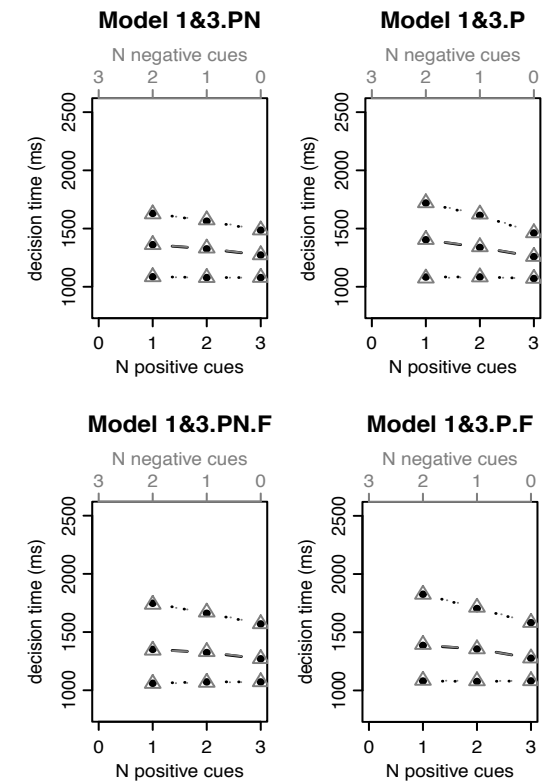 Model 1&3.PN
N negative cues
3 2 1 0
decision time (ms)
2500
2000
1500
1000
0 1 2 3
N positive cues
Model 1&3.P
N negative cues
3 2 1 0
decision time (ms)
2500
2000
1500
1000
0 1 2 3
N positive cues
Model 1&3.PN.F
N negative cues
3 2 1 0
decision time (ms)
2500
2000
1500
1000
0 1 2 3
N positive cues
Model 1&3.P.F
N negative cues
3 2 1 0
decision time (ms)
2500
2000
1500
1000
0 1 2 3
N positive cues